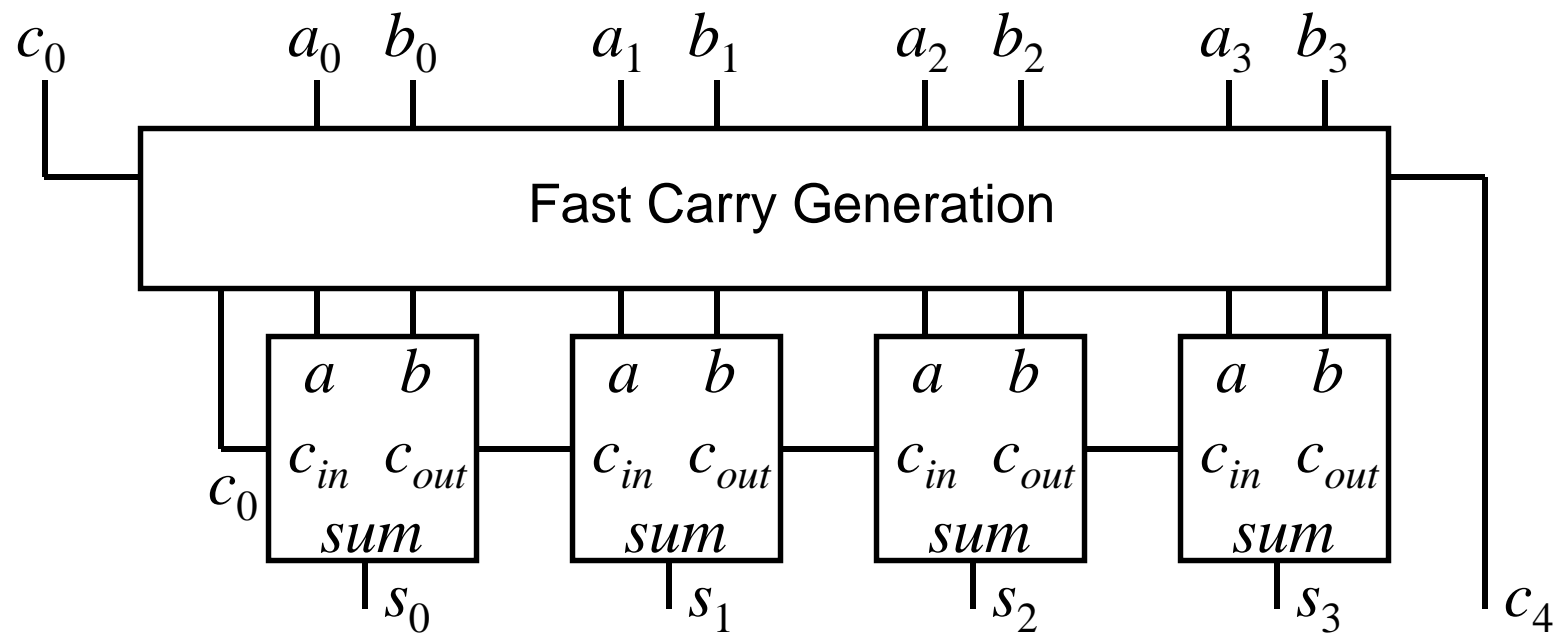 c0 a0 b0 a1 b1 a2 b2 a3 b3
Fast Carry Generation
a b a b a b a b
cin cout cin cout cin cout cin cout
c0
sum sum sum sum
s0 s1 s2 s3 c4